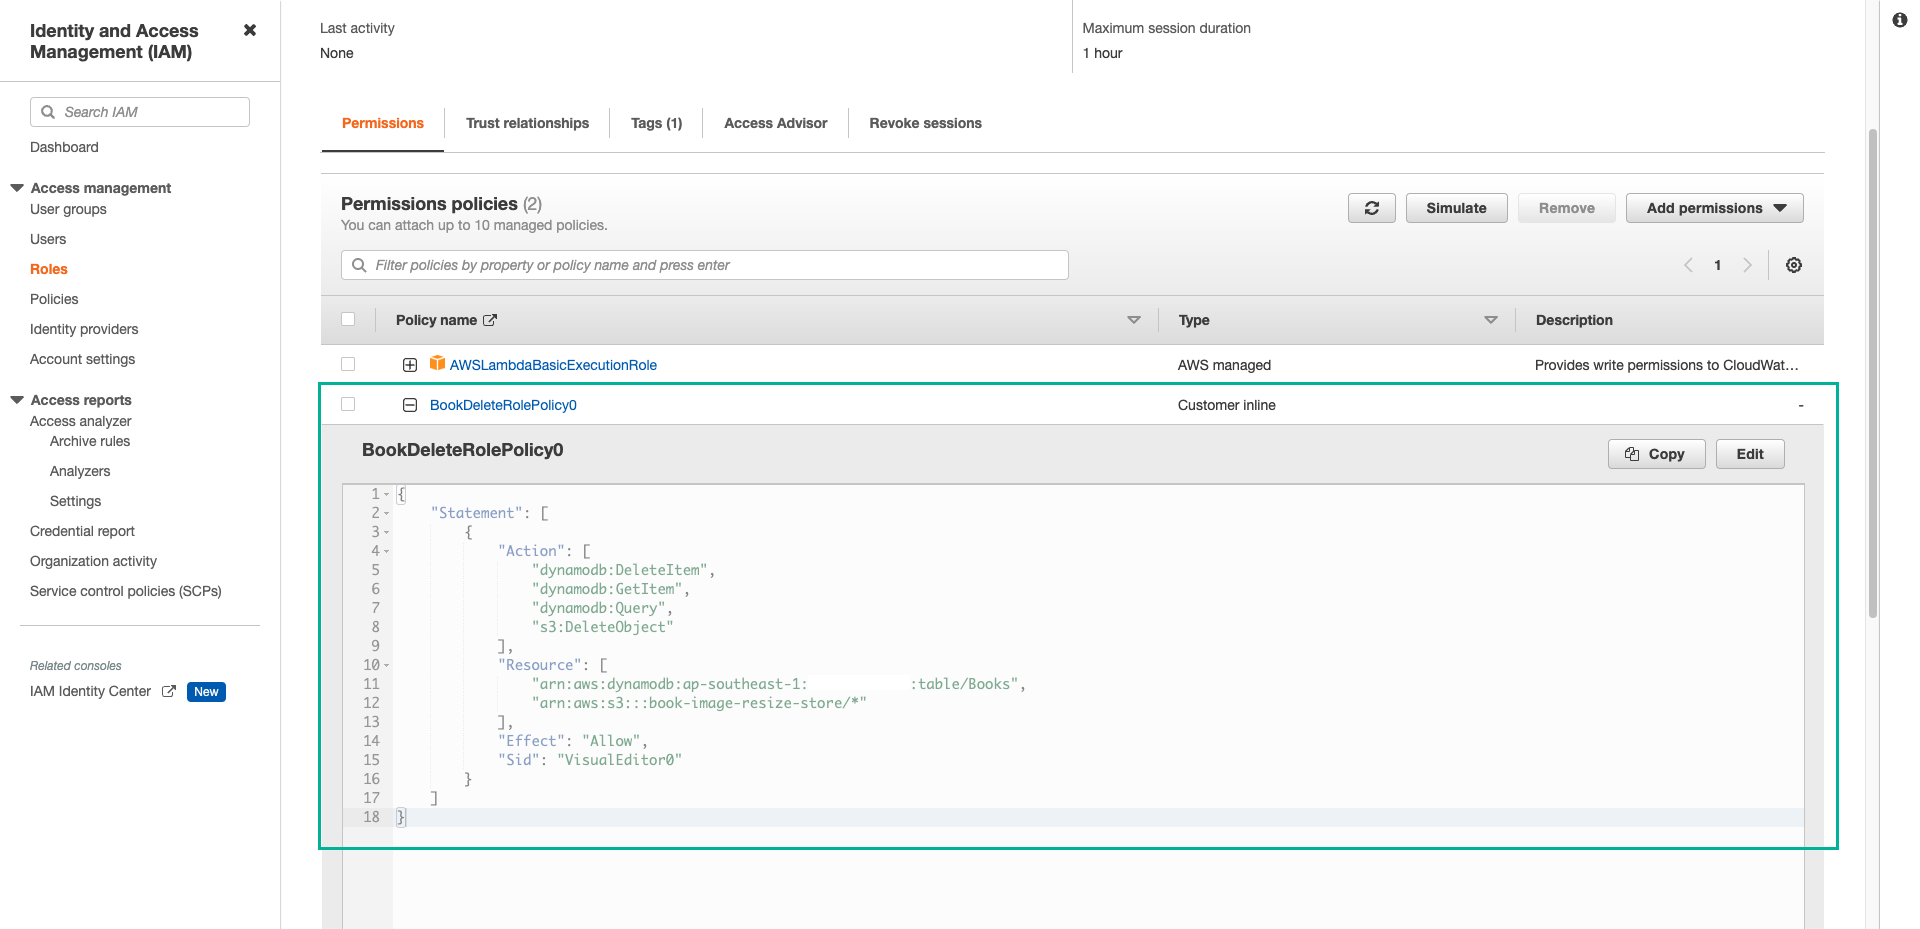 Identity and Access
Management (IAM)
Search IAM
Dashboard
Access management
User groups
Users
Roles
Policies
Identity providers
Account settings
Access reports
Access analyzer
Archive rules
Analyzers
Settings
Credential report
Organization activity
Service control policies (SCPs)
Related consoles
IAM Identity Center New
Last activity
None
Maximum session duration
1 hour
Permissions Trust relationships Tags (1) Access Advisor Revoke sessions
Permissions policies (2)
You can attach up to 10 managed policies.
Simulate Remove Add permissions
Filter policies by property or policy name and press enter
1
Policy name Type Description
AWSLambdaBasicExecutionRole AWS managed Provides write permissions to CloudWat...
BookDeleteRolePolicy0 Customer inline -
BookDeleteRolePolicy0
Copy Edit
1 {
2 "Statement": [
3 {
4 "Action": [
5 "dynamodb:DeleteItem",
6 "dynamodb:GetItem",
7 "dynamodb:Query",
8 "s3:DeleteObject"
9 ],
10 "Resource": [
11 "arn:aws:dynamodb:ap-southeast-1: :table/Books",
12 "arn:aws:s3:::book-image-resize-store/*"
13 ],
14 "Effect": "Allow",
15 "Sid": "VisualEditor0"
16 }
17 ]
18 }